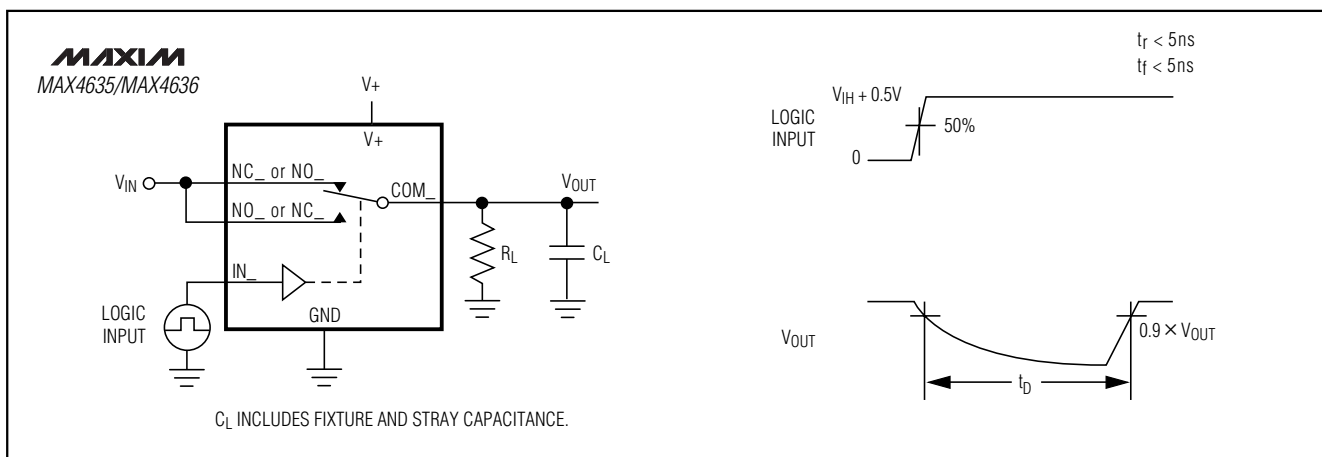 MAXIM
MAX4635/MAX4636
V+
V+
VIN
NC_ or NO_
NO_ or NC_
COM_
VOUT
RL
CL
IN_
LOGIC
INPUT
GND
CL INCLUDES FIXTURE AND STRAY CAPACITANCE.
tr < 5ns
tf < 5ns
LOGIC
INPUT
VIH + 0.5V
50%
0
VOUT
0.9 × VOUT
tD